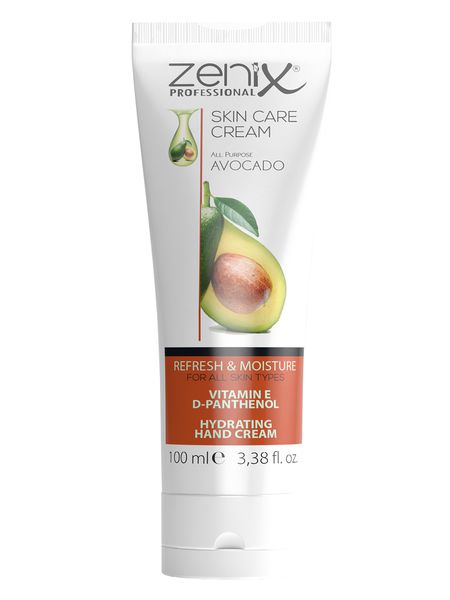 zenix®
PROFESSIONAL
SKIN CARE
CREAM
ALL PURPOSE
AVOCADO
REFRESH & MOISTURE
FOR ALL SKIN TYPES
VITAMIN E
D-PANTHENOL
HYDRATING
HAND CREAM
100 ml ℮ 3,38 fl. oz.